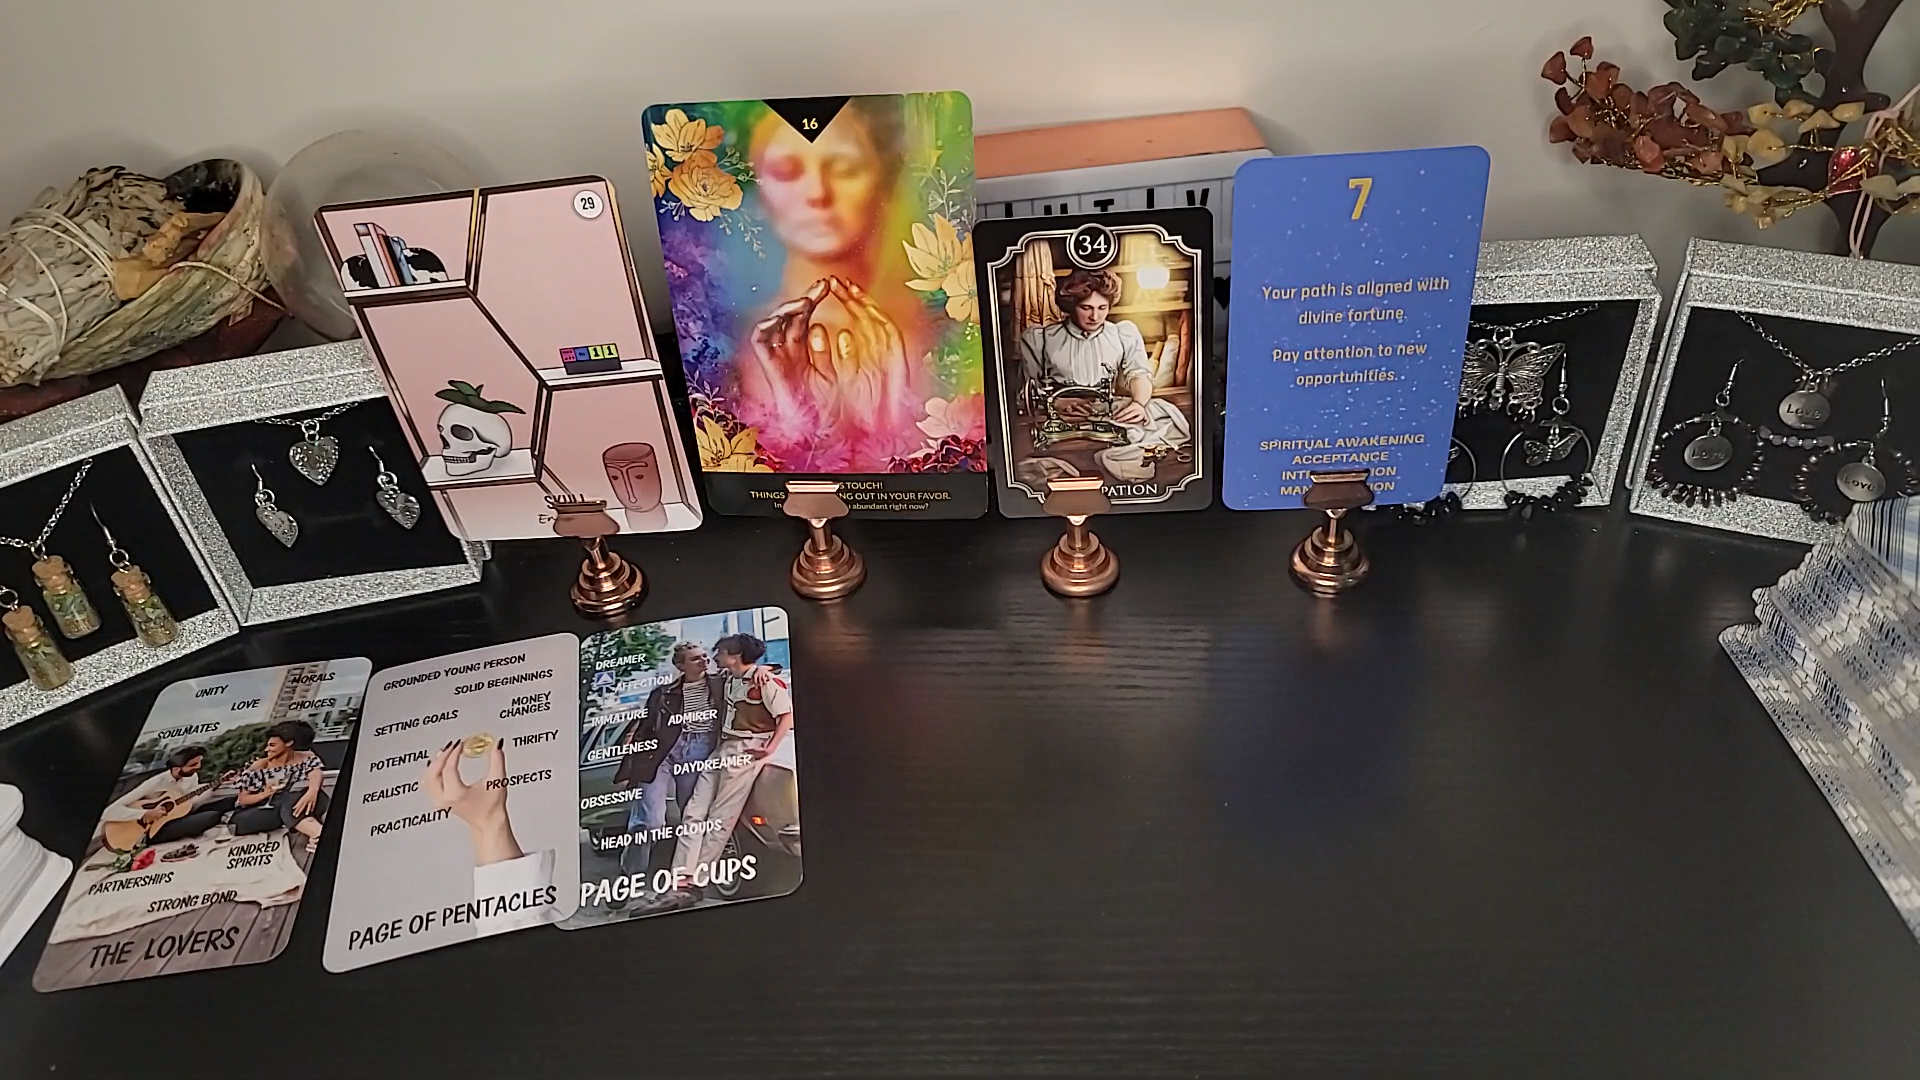 29
16
THINGS
NG OUT IN YOUR FAVOR.
abundant right now?
34
PATION
7
Your path is aligned with
divine fortune.
Pay attention to new
opportunities.
SPIRITUAL AWAKENING
ACCEPTANCE
Love
Love
Love
UNITY
MORALS
LOVE
CHOICES
SOULMATES
KINDRED
SPIRITS
PARTNERSHIPS
STRONG BOND
THE LOVERS
GROUNDED YOUNG PERSON
SOLID BEGINNINGS
MONEY
CHANGES
SETTING GOALS
THRIFTY
POTENTIAL
PROSPECTS
REALISTIC
PRACTICALITY
PAGE OF PENTACLES
DREAMER
AFFECTION
IMMATURE
ADMIRER
GENTLENESS
DAYDREAMER
OBSESSIVE
HEAD IN THE CLOUDS
PAGE OF CUPS